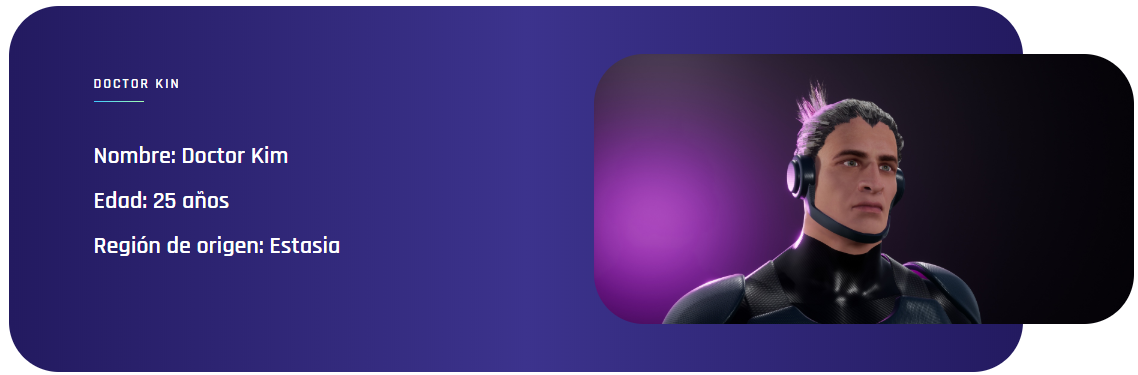 DOCTOR KIN
Nombre: Doctor Kim
Edad: 25 años
Región de origen: Estasia